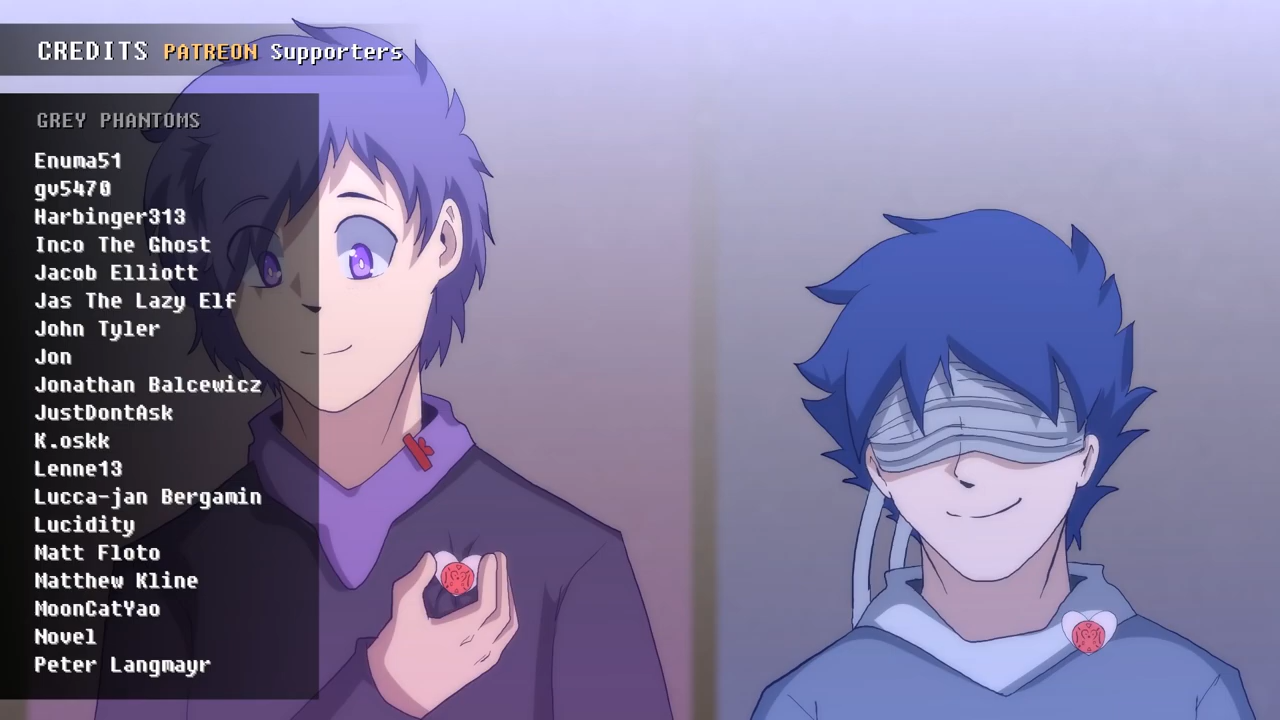 CREDITS PATREON Supporters
GREY PHANTOMS
Enuma51
gv5470
Harbinger313
Inco The Ghost
Jacob Elliott
Jas The Lazy Elf
John Tyler
Jon
Jonathan Balcewicz
JustDontAsk
K.oskk
Lenne13
Lucca-jan Bergamin
Lucidity
Matt Floto
Matthew Kline
MoonCatYao
Novel
Peter Langmayr